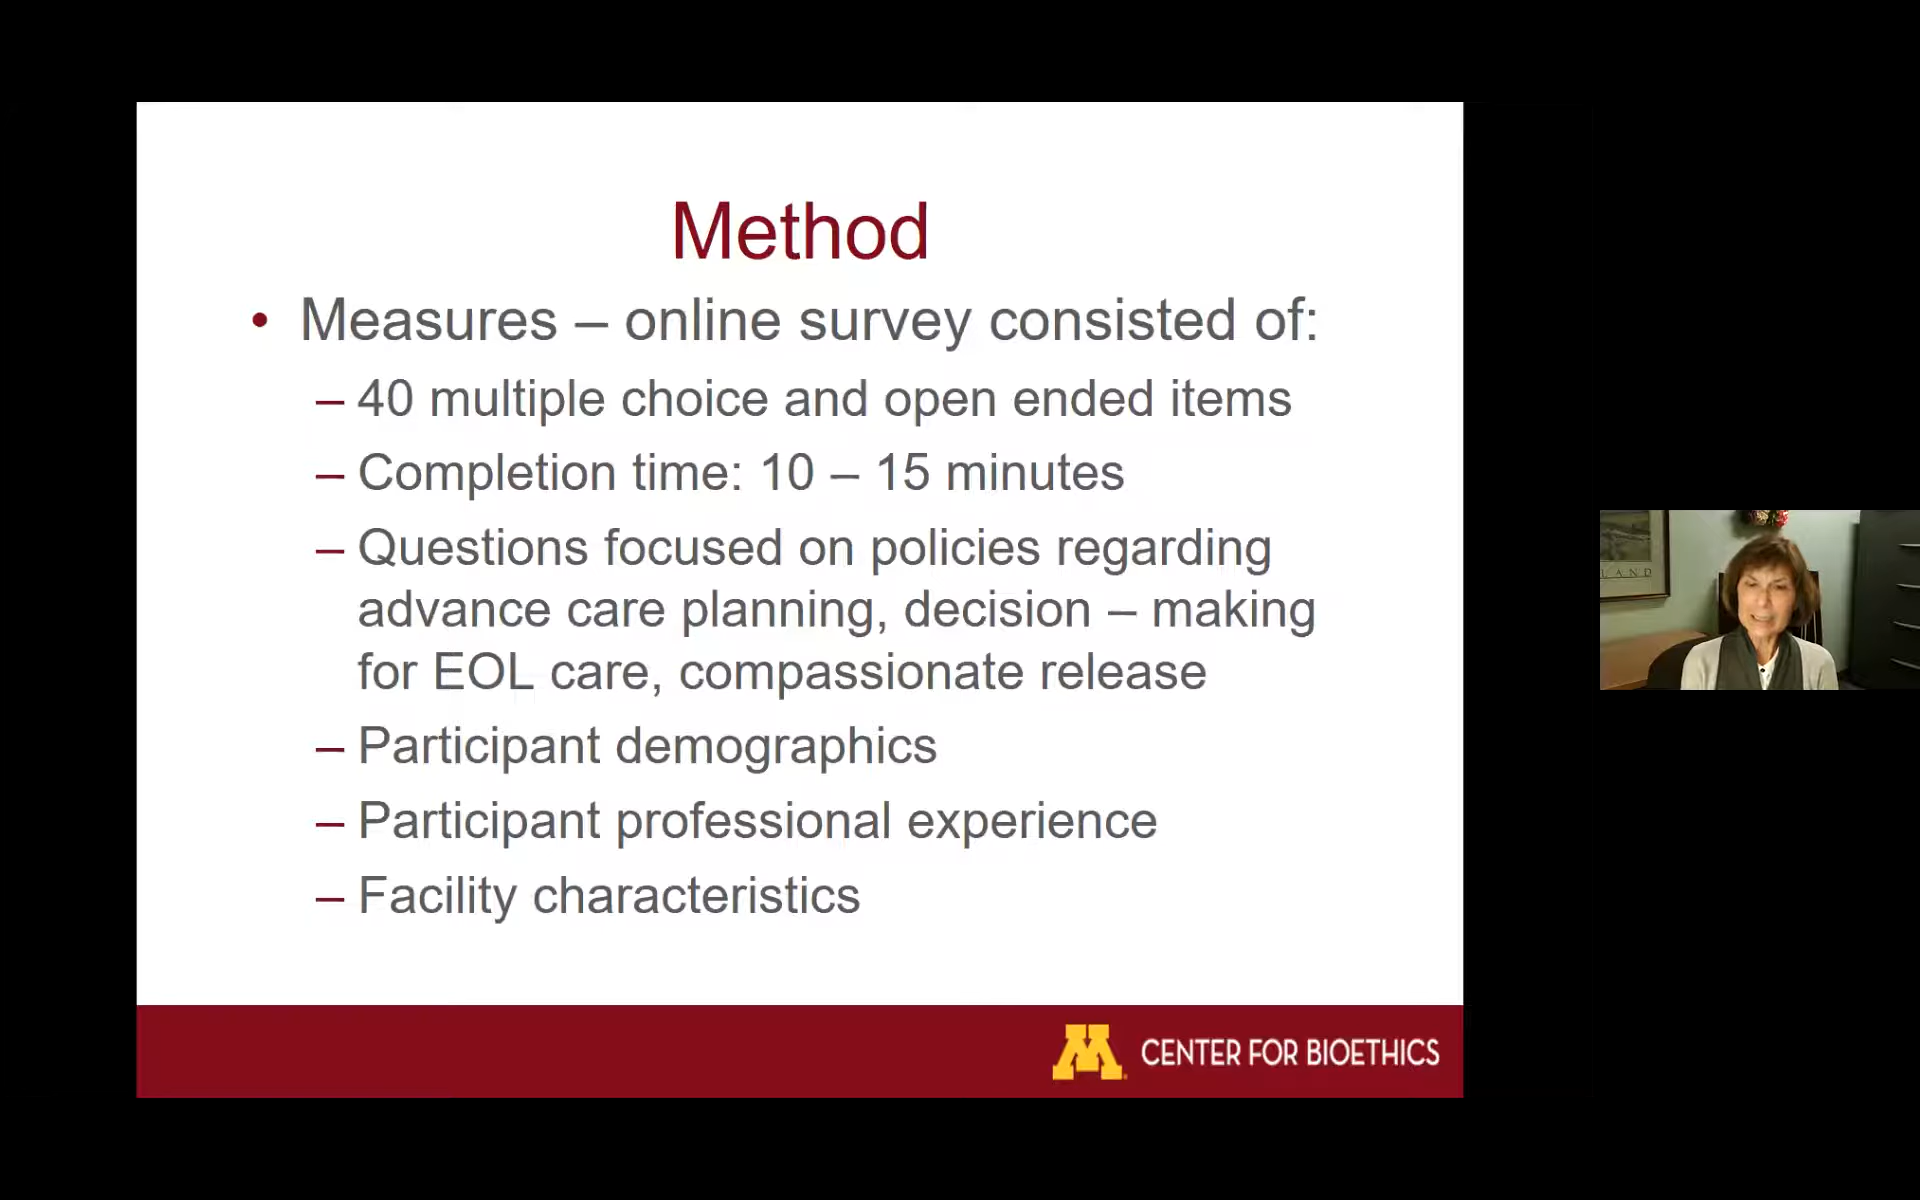 Method
• Measures – online survey consisted of:
– 40 multiple choice and open ended items
– Completion time: 10 – 15 minutes
– Questions focused on policies regarding
advance care planning, decision – making
for EOL care, compassionate release
– Participant demographics
– Participant professional experience
– Facility characteristics
M CENTER FOR BIOETHICS
LAND